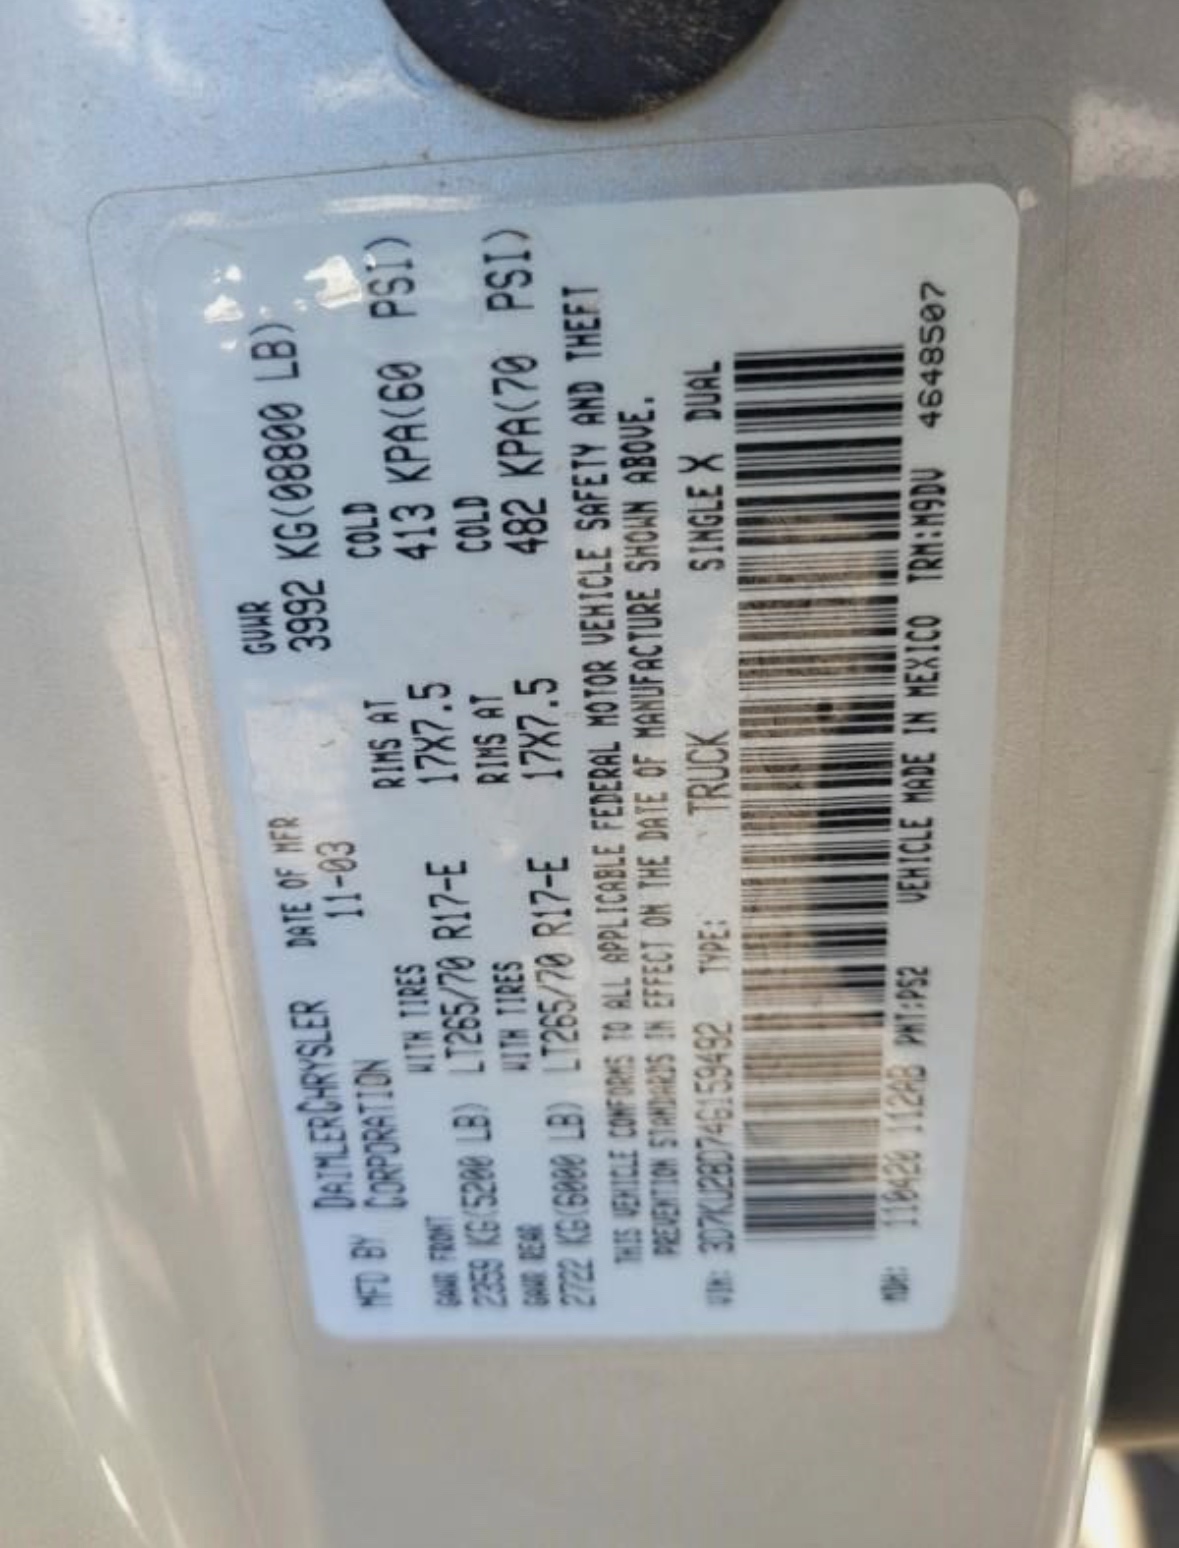 MFD BY DAIMLERCHRYSLER CORPORATION DATE OF MFR 11-03 GVWR 3992 KG(08800 LB)
GAWR FRONT WITH TIRES RIMS AT COLD
2359 KG(5200 LB) LT265/70 R17-E 17X7.5 413 KPA(60 PSI)
GAWR REAR WITH TIRES RIMS AT COLD
2722 KG(6000 LB) LT265/70 R17-E 17X7.5 482 KPA(70 PSI)
THIS VEHICLE CONFORMS TO ALL APPLICABLE FEDERAL MOTOR VEHICLE SAFETY AND THEFT
PREVENTION STANDARDS IN EFFECT ON THE DATE OF MANUFACTURE SHOWN ABOVE.
VIN: 3D7KU28D74G159492 TYPE: TRUCK SINGLE X DUAL
MDH: 110420 112AB PNT:PS2 VEHICLE MADE IN MEXICO TRM:M9DV 4648507